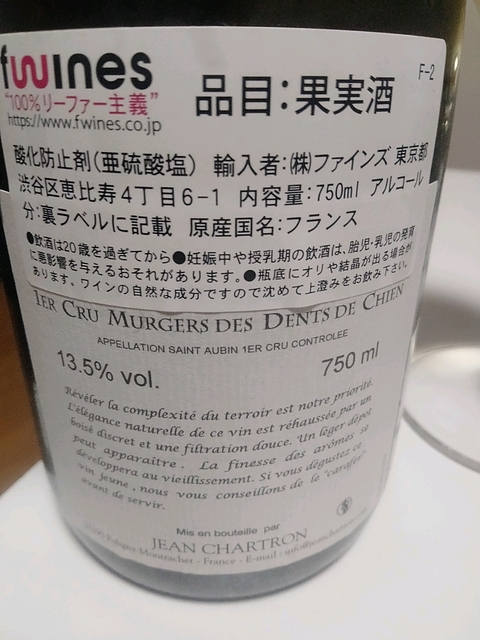 fwines
"100%リーファー主義"
https://www.fwines.co.jp
品目:果実酒
F-2
酸化防止剤(亜硫酸塩) 輸入者:㈱ファインズ 東京都
渋谷区恵比寿4丁目6-1 内容量:750ml アルコール
分:裏ラベルに記載 原産国名:フランス
●飲酒は20歳を過ぎてから●妊娠中や授乳期の飲酒は、胎児・乳児の発育
に悪影響を与えるおそれがあります。●瓶底にオリや結晶が出る場合が
あります。ワインの自然な成分ですので沈めて上澄みをお飲み下さい。
1ER CRU MURGERS DES DENTS DE CHIEN
APPELLATION SAINT AUBIN 1ER CRU CONTROLEE
13.5% vol.
750 ml
Révéler la complexité du terroir est notre priorité.
L'élégance naturelle de ce vin est réhaussée par un
boisé discret et une filtration douce. Un léger dépôt
peut apparaître. La finesse des arômes se
développera au vieillissement. Si vous dégustez ce
vin jeune, nous vous conseillons de le "carafer"
avant de servir.
Mis en bouteille par
JEAN CHARTRON
Puligny-Montrachet - France - E-mail : info@jeanchartron